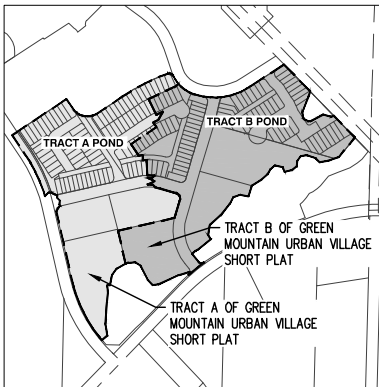 TRACT A POND
TRACT B POND
TRACT B OF GREEN
MOUNTAIN URBAN VILLAGE
SHORT PLAT
TRACT A OF GREEN
MOUNTAIN URBAN VILLAGE
SHORT PLAT